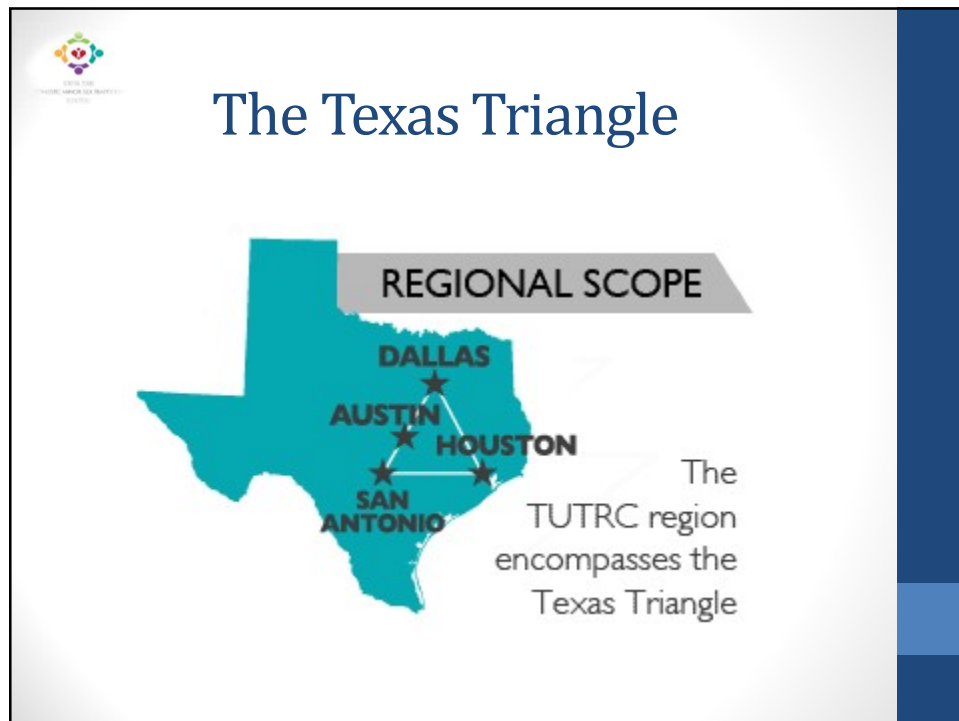 The Texas Triangle
REGIONAL SCOPE
DALLAS
AUSTIN
HOUSTON
SAN
ANTONIO
The
TUTRC region
encompasses the
Texas Triangle